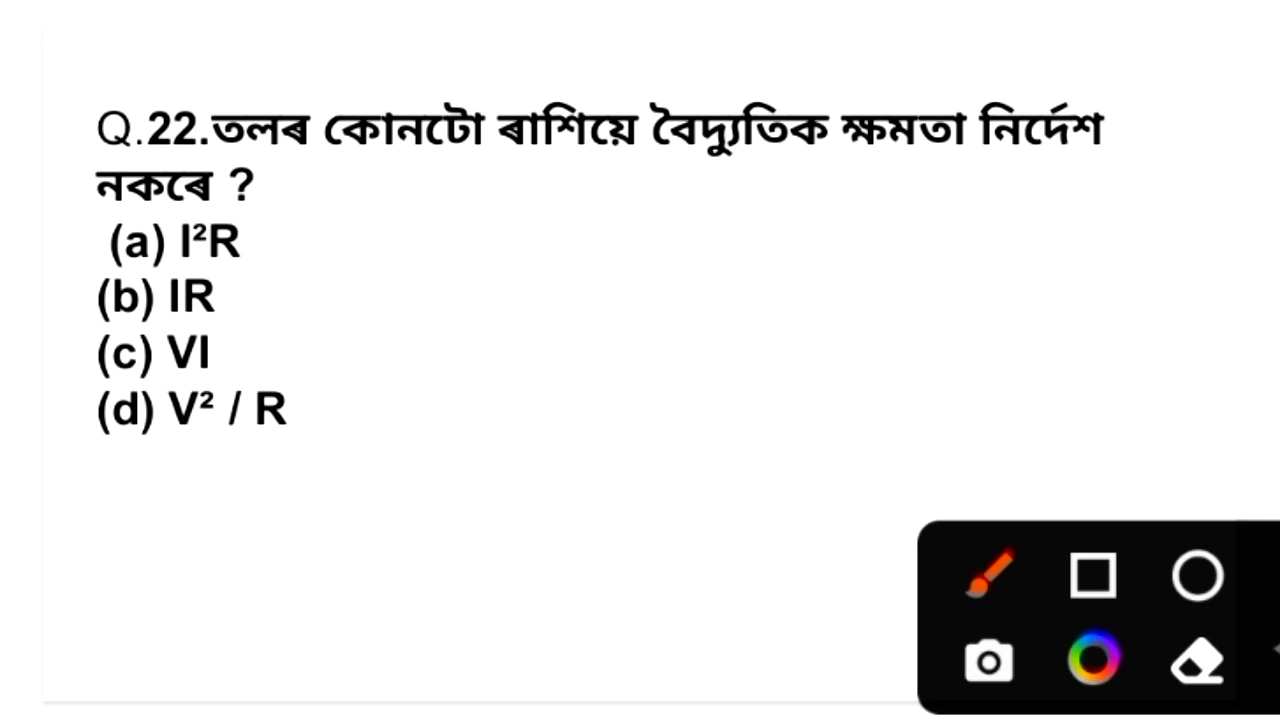 Q.22.তলৰ কোনটো ৰাশিয়ে বৈদ্যুতিক ক্ষমতা নিৰ্দেশ
নকৰে ?
(a) I²R
(b) IR
(c) VI
(d) V² / R